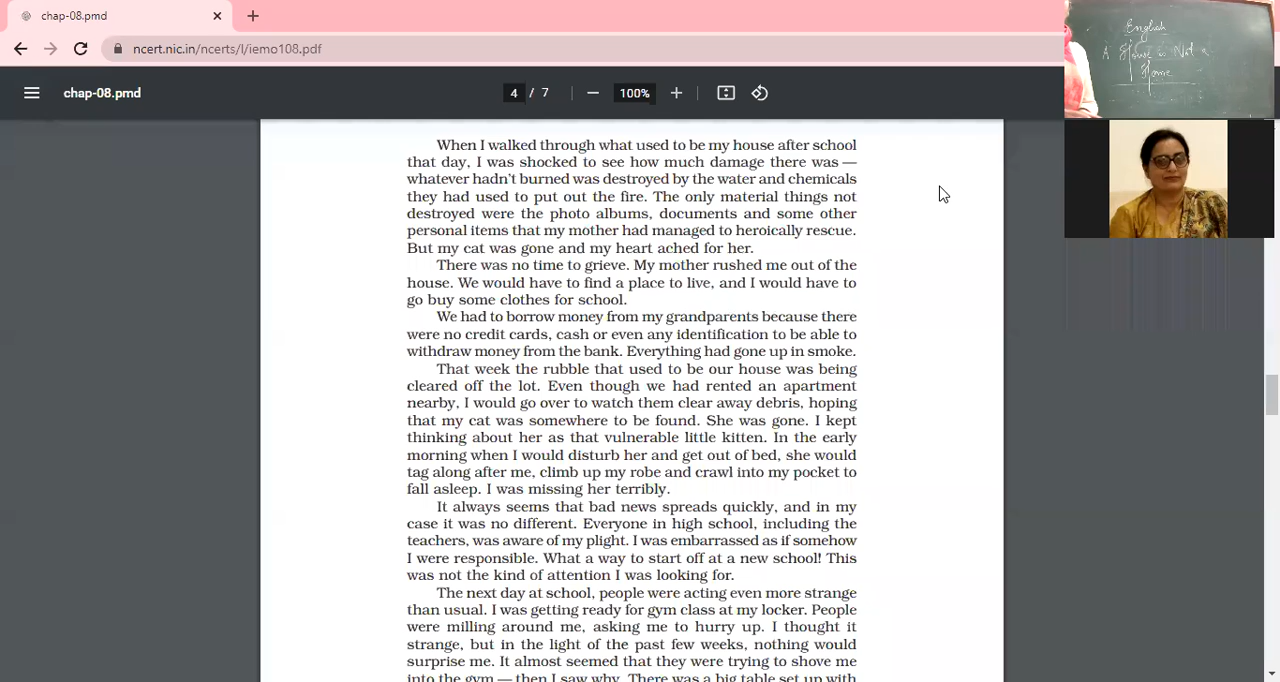 chap-08.pmd
ncert.nic.in/ncerts/l/iemo108.pdf
chap-08.pmd
4 / 7
100%
English
A House is Not a
Home
When I walked through what used to be my house after school
that day, I was shocked to see how much damage there was —
whatever hadn't burned was destroyed by the water and chemicals
they had used to put out the fire. The only material things not
destroyed were the photo albums, documents and some other
personal items that my mother had managed to heroically rescue.
But my cat was gone and my heart ached for her.
There was no time to grieve. My mother rushed me out of the
house. We would have to find a place to live, and I would have to
go buy some clothes for school.
We had to borrow money from my grandparents because there
were no credit cards, cash or even any identification to be able to
withdraw money from the bank. Everything had gone up in smoke.
That week the rubble that used to be our house was being
cleared off the lot. Even though we had rented an apartment
nearby, I would go over to watch them clear away debris, hoping
that my cat was somewhere to be found. She was gone. I kept
thinking about her as that vulnerable little kitten. In the early
morning when I would disturb her and get out of bed, she would
tag along after me, climb up my robe and crawl into my pocket to
fall asleep. I was missing her terribly.
It always seems that bad news spreads quickly, and in my
case it was no different. Everyone in high school, including the
teachers, was aware of my plight. I was embarrassed as if somehow
I were responsible. What a way to start off at a new school! This
was not the kind of attention I was looking for.
The next day at school, people were acting even more strange
than usual. I was getting ready for gym class at my locker. People
were milling around me, asking me to hurry up. I thought it
strange, but in the light of the past few weeks, nothing would
surprise me. It almost seemed that they were trying to shove me
into the gym — then I saw why. There was a big table set up with